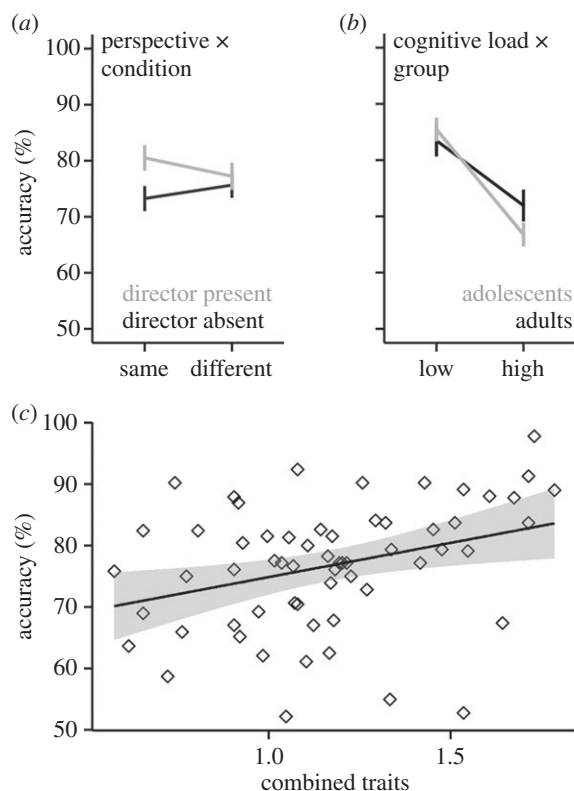 (a)
perspective ×
condition
100
90
80
70
60
50
accuracy (%)
director present
director absent
same different
(b)
cognitive load ×
group
adolescents
adults
low high
(c)
100
90
80
70
60
50
accuracy (%)
1.0 1.5
combined traits